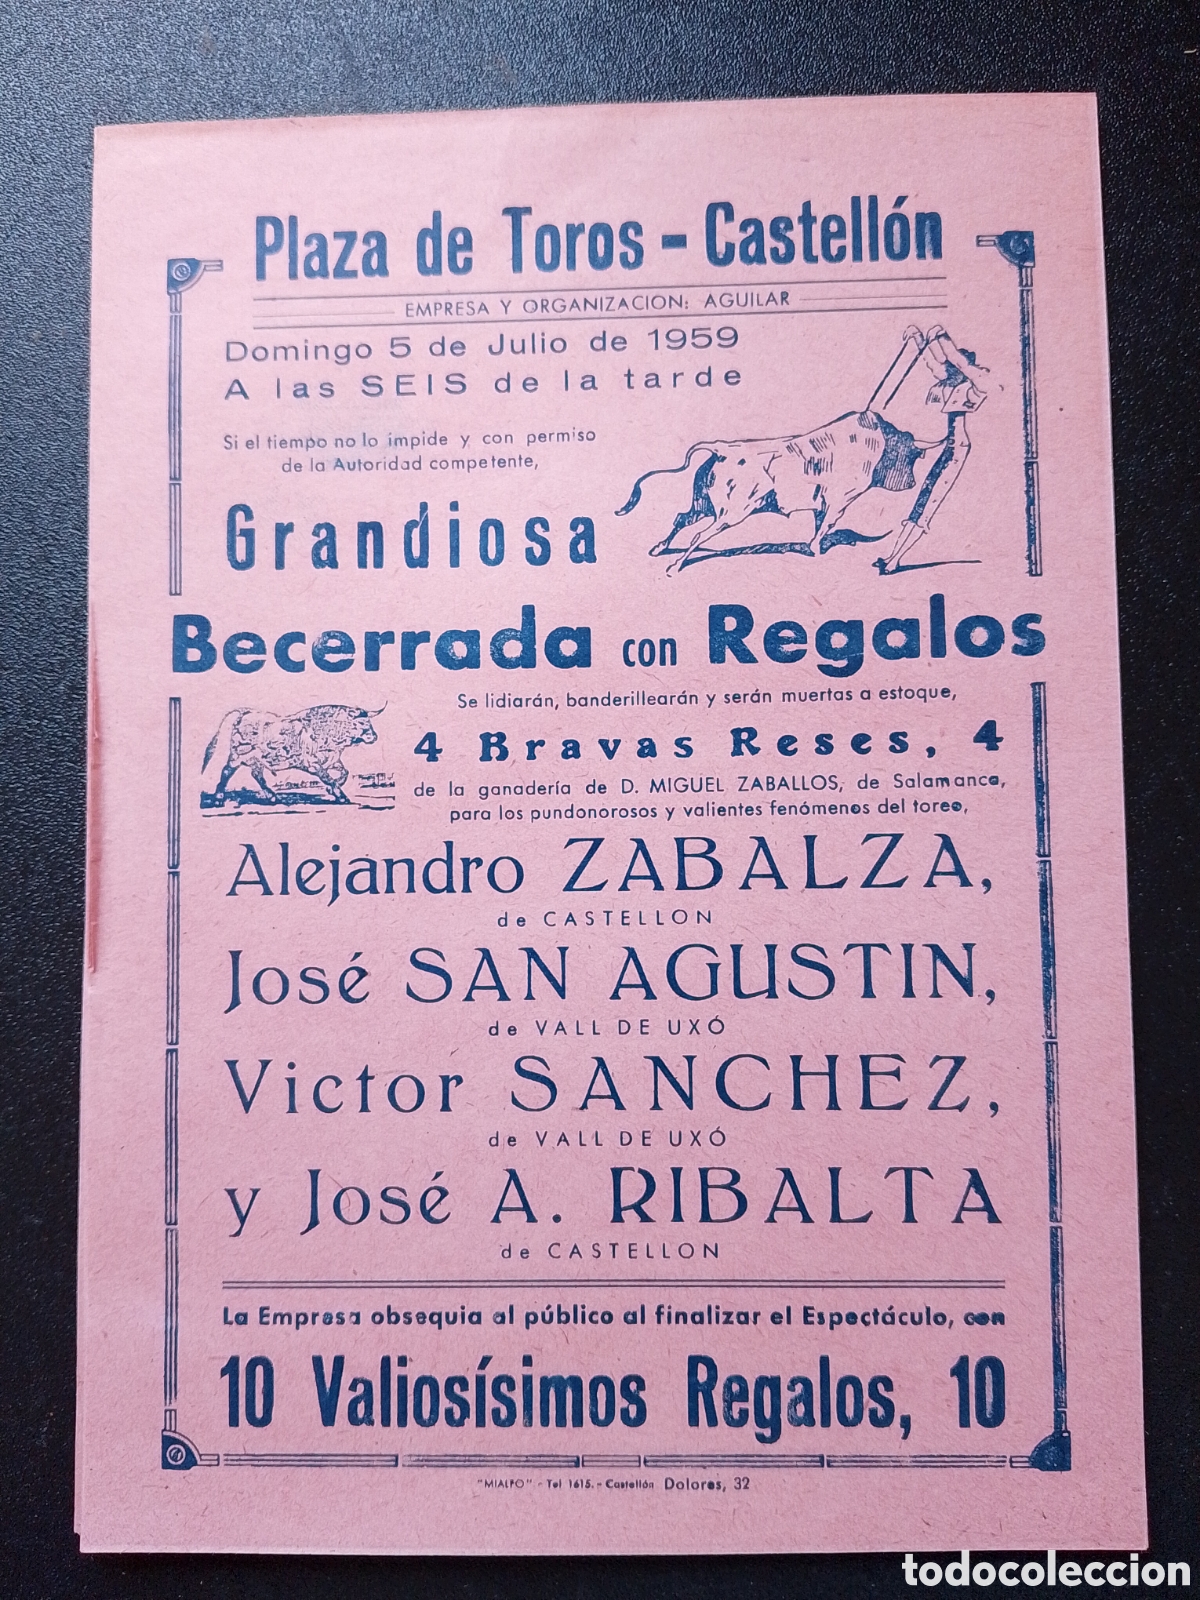 Plaza de Toros - Castellón
EMPRESA Y ORGANIZACION: AGUILAR
Domingo 5 de Julio de 1959
A las SEIS de la tarde
Si el tiempo no lo impide y con permiso
de la Autoridad competente,
Grandiosa
Becerrada con Regalos
Se lidiarán, banderillearán y serán muertas a estoque,
4 Bravas Reses, 4
de la ganadería de D. MIGUEL ZABALLOS, de Salamanca,
para los pundonorosos y valientes fenómenos del toreo,
Alejandro ZABALZA,
de CASTELLON
José SAN AGUSTIN,
de VALL DE UXÓ
Victor SANCHEZ,
de VALL DE UXÓ
y José A. RIBALTA
de CASTELLON
La Empresa obsequia al público al finalizar el Espectáculo, con
10 Valiosísimos Regalos, 10
"MIALFO" - Tel 1615. - Castellón Dolores, 32
todocoleccion